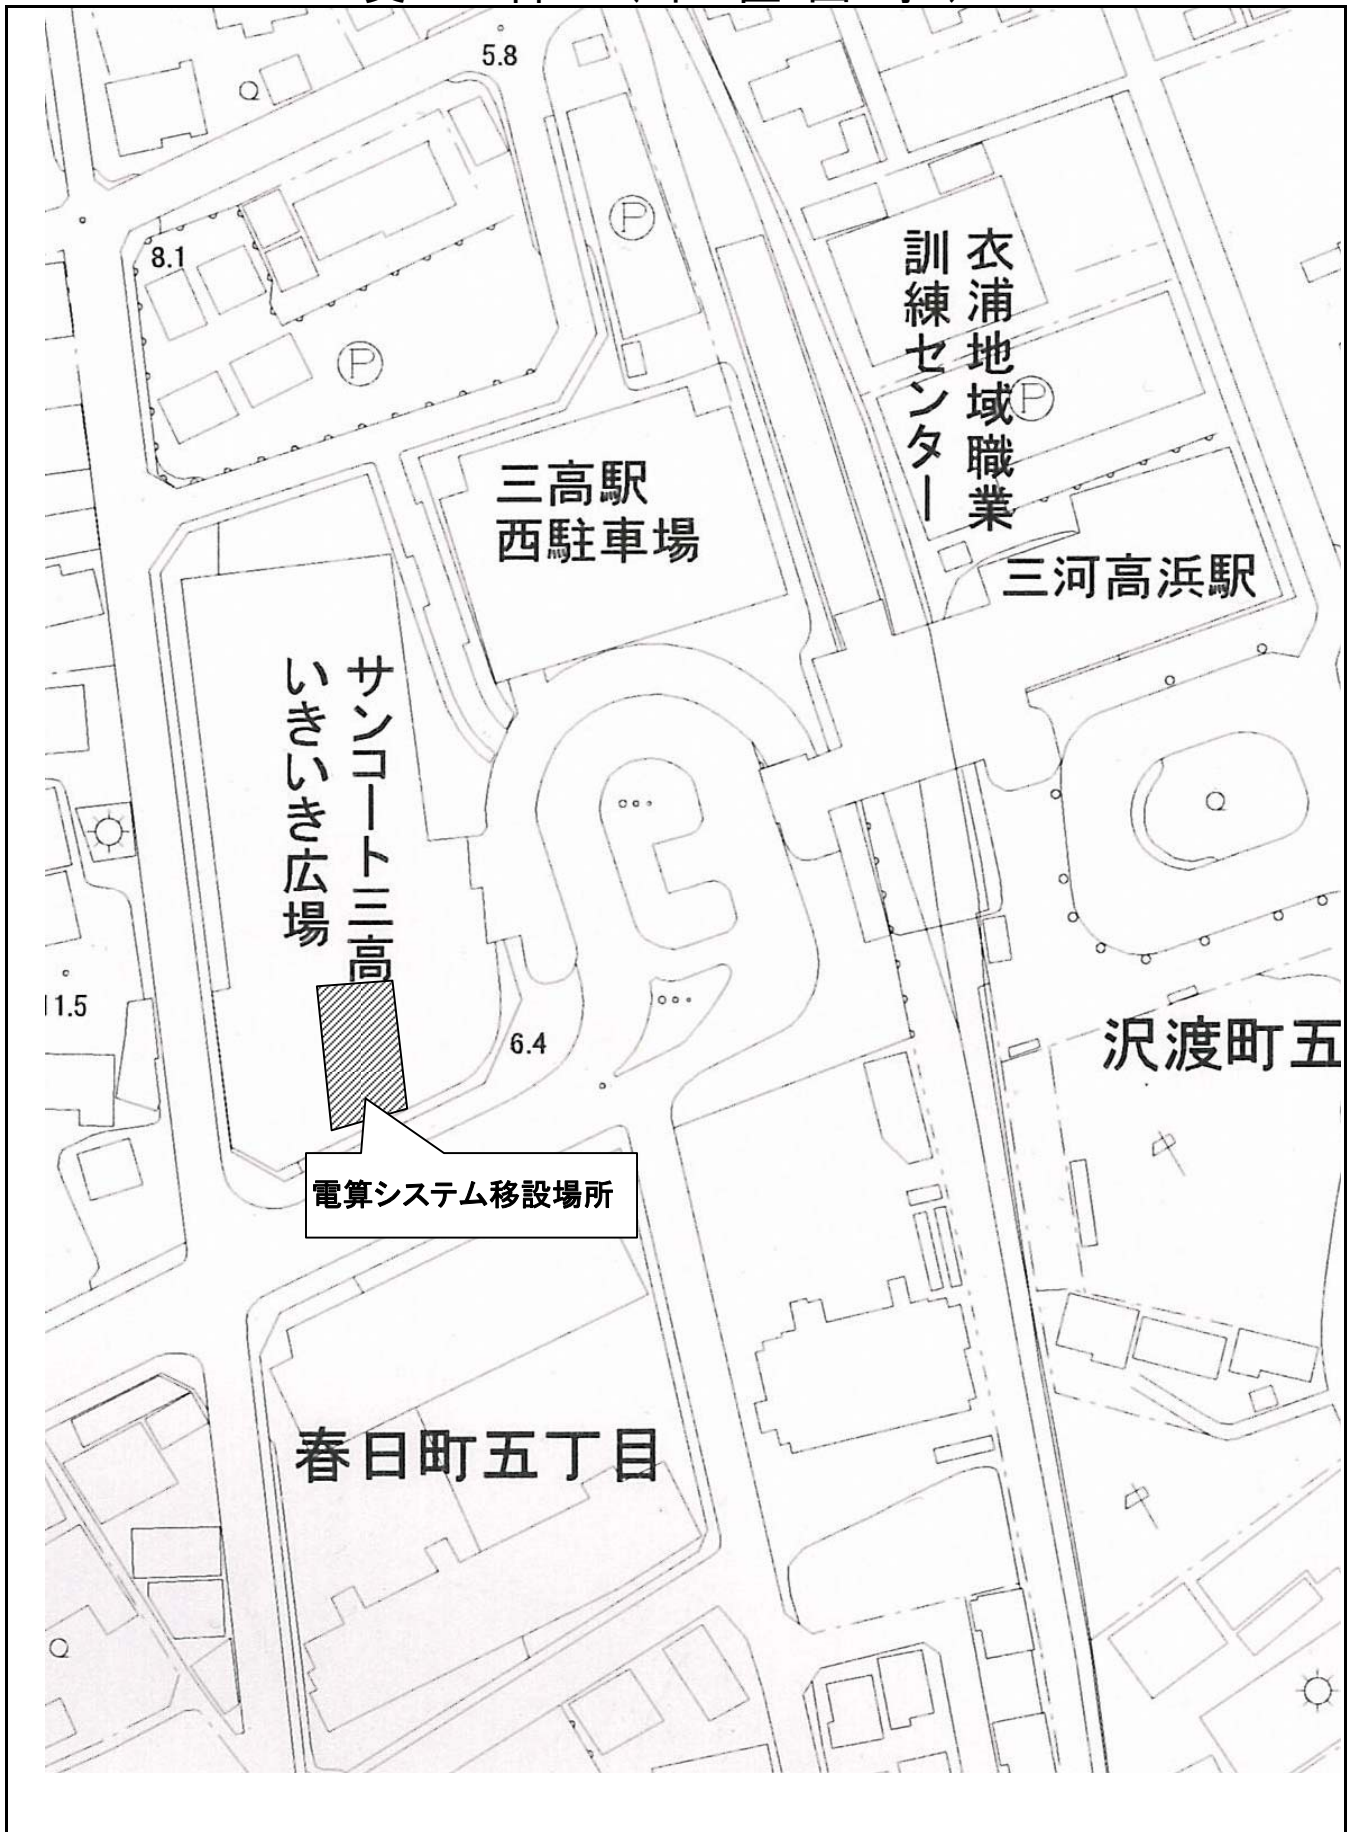 5.8
8.1
P
P
P
衣浦地域職業
訓練センター
三高駅
西駐車場
三河高浜駅
サンコート三高
いきいき広場
11.5
6.4
沢渡町五
電算システム移設場所
春日町五丁目